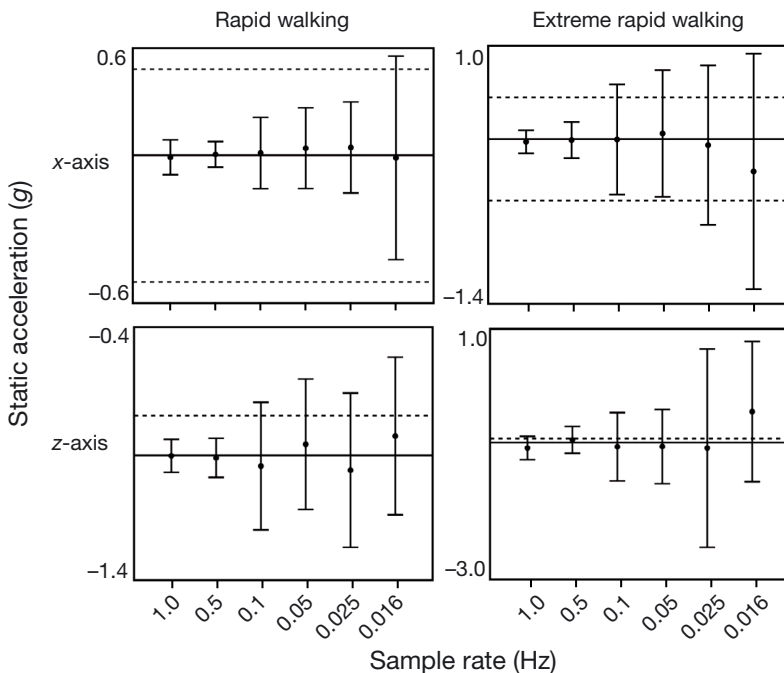 Rapid walking
Extreme rapid walking
0.6
1.0
x-axis
−0.6
−1.4
Static acceleration (g)
−0.4
1.0
z-axis
−1.4
−3.0
1.0 0.5 0.1 0.05 0.025 0.016
1.0 0.5 0.1 0.05 0.025 0.016
Sample rate (Hz)